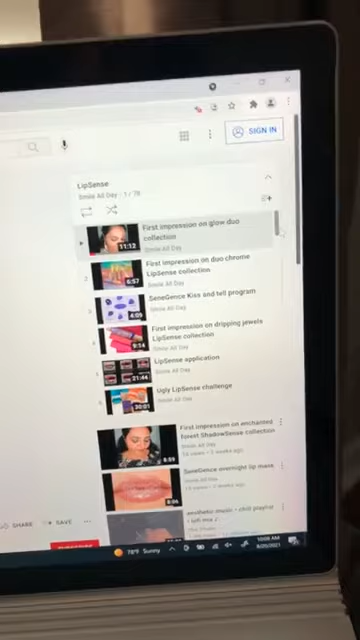 SIGN IN
LipSense
Smile All Day - 1 / 78
First impression on glow duo
collection
11:12
Smile All Day
First impression on duo chrome
LipSense collection
6:57
Smile All Day
SeneGence Kiss and tell program
4:09
Smile All Day
First impression on dripping jewels
LipSense collection
Smile All Day
LipSense application
21:44
Smile All Day
Ugly LipSense challenge
Smile All Day
20:01
First impression on enchanted
forest ShadowSense collection
Smile All Day
8:59
SeneGence overnight lip mask
Smile All Day
aesthetic music • chill playlist
SHARE
SAVE
78°F Sunny
10:08 AM